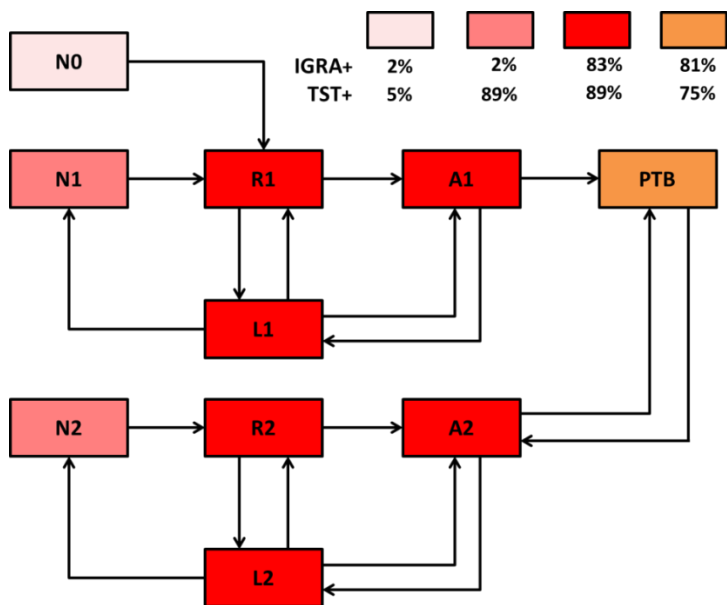 N0
IGRA+ 2% 2% 83% 81%
TST+ 5% 89% 89% 75%
N1 R1 A1 PTB
L1
N2 R2 A2
L2